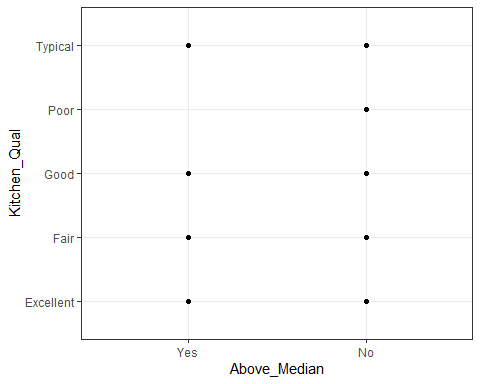 Kitchen_Qual
Typical
Poor
Good
Fair
Excellent
Yes No
Above_Median